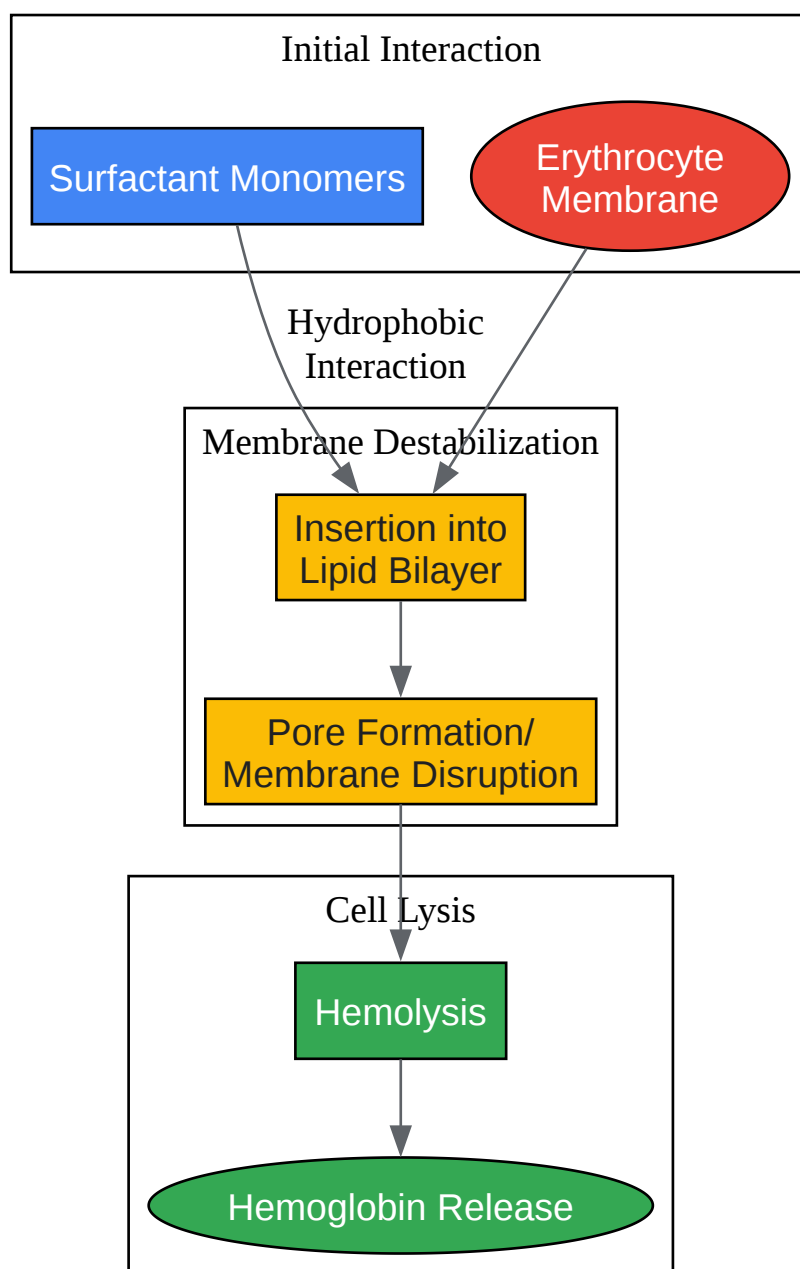 Initial Interaction
Surfactant Monomers
Erythrocyte
Membrane
Hydrophobic
Interaction
Membrane Destabilization
Insertion into
Lipid Bilayer
Pore Formation/
Membrane Disruption
Cell Lysis
Hemolysis
Hemoglobin Release